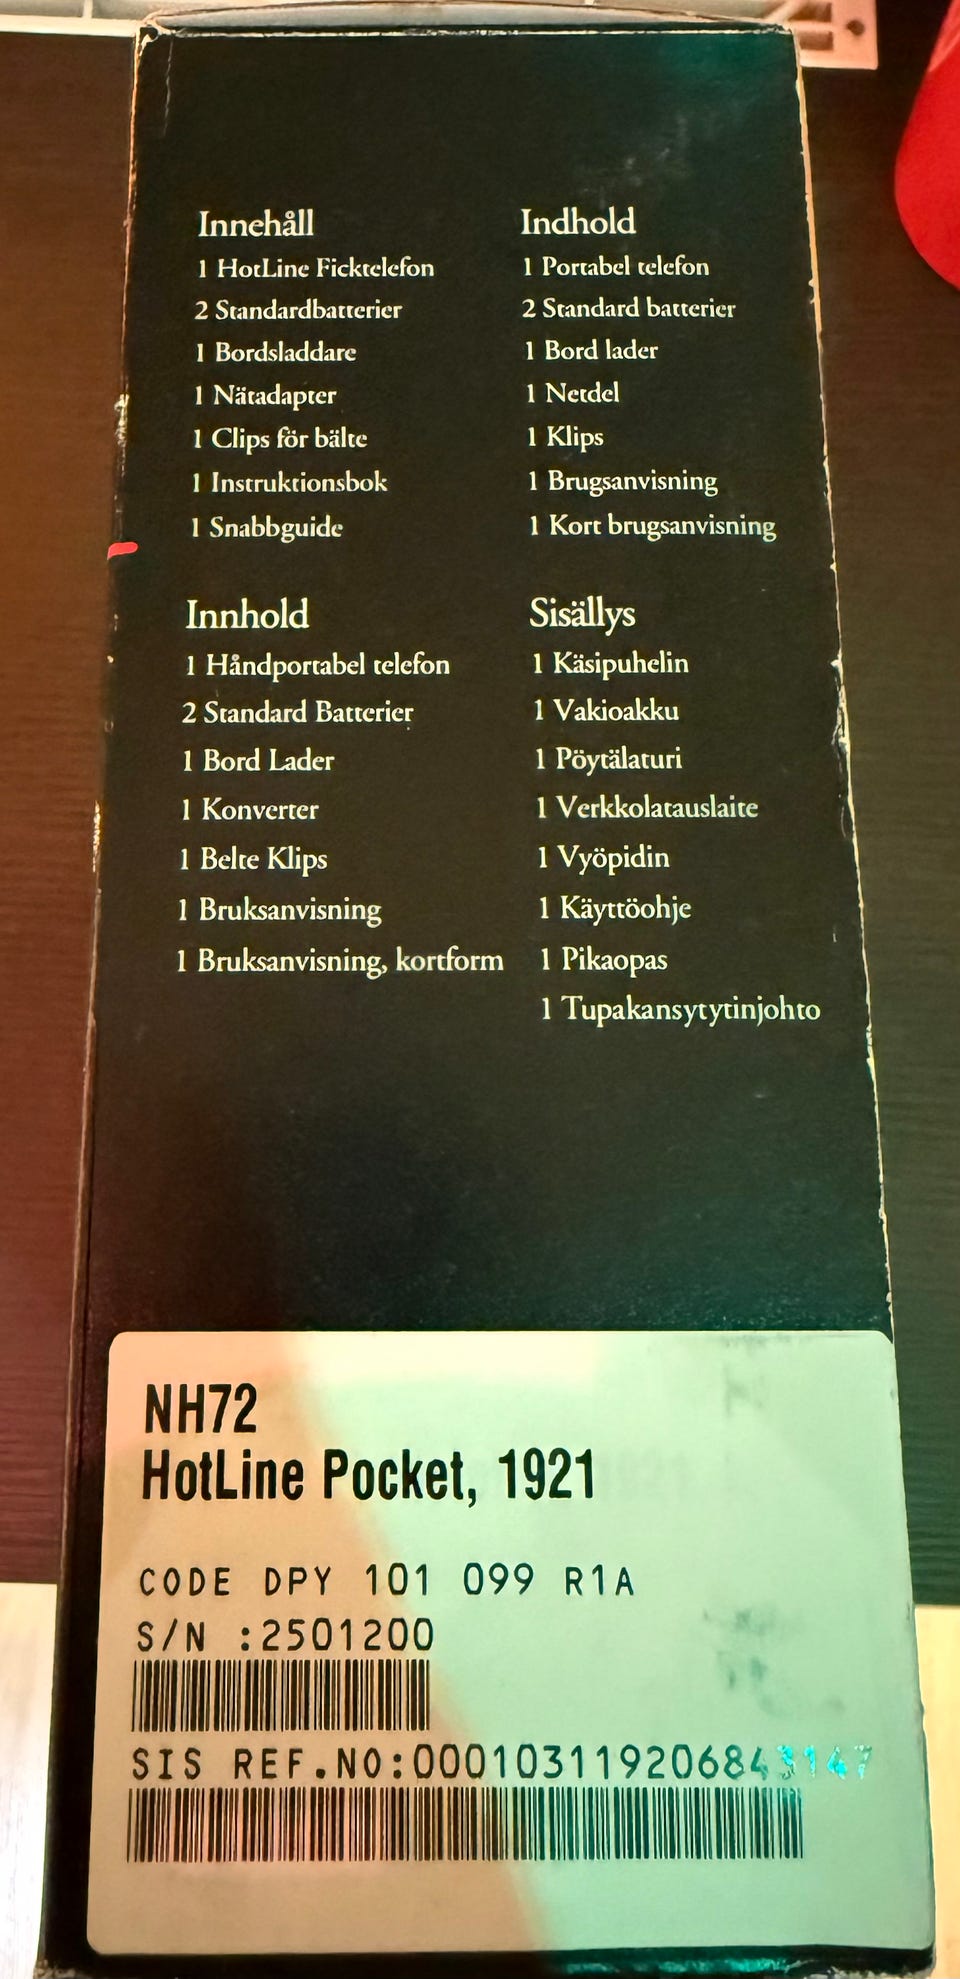 Innehåll
1 HotLine Ficktelefon
2 Standardbatterier
1 Bordsladdare
1 Nätadapter
1 Clips för bälte
1 Instruktionsbok
1 Snabbguide
Indhold
1 Portabel telefon
2 Standard batterier
1 Bord lader
1 Netdel
1 Klips
1 Brugsanvisning
1 Kort brugsanvisning
Innhold
1 Håndportabel telefon
2 Standard Batterier
1 Bord Lader
1 Konverter
1 Belte Klips
1 Bruksanvisning
1 Bruksanvisning, kortform
Sisällys
1 Käsipuhelin
1 Vakioakku
1 Pöytälaturi
1 Verkkolatauslaite
1 Vyöpidin
1 Käyttöohje
1 Pikaopas
1 Tupakansytytinjohto
NH72
HotLine Pocket, 1921
CODE DPY 101 099 R1A
S/N :2501200
SIS REF.NO:000103119206843147